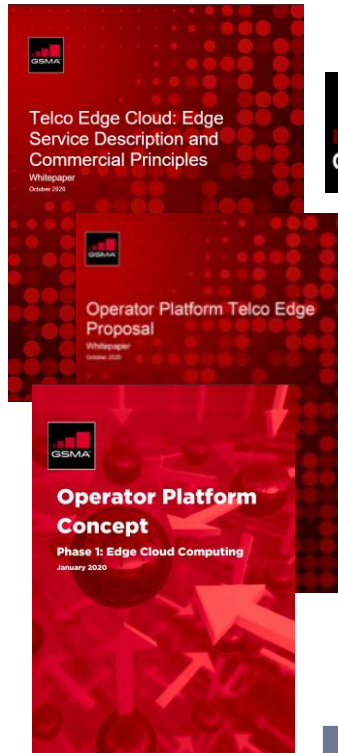 GSMA
Telco Edge Cloud: Edge
Service Description and
Commercial Principles
Whitepaper
October 2020
GSMA
Operator Platform Telco Edge
Proposal
Whitepaper
October 2020
GSMA
Operator Platform
Concept
Phase 1: Edge Cloud Computing
January 2020